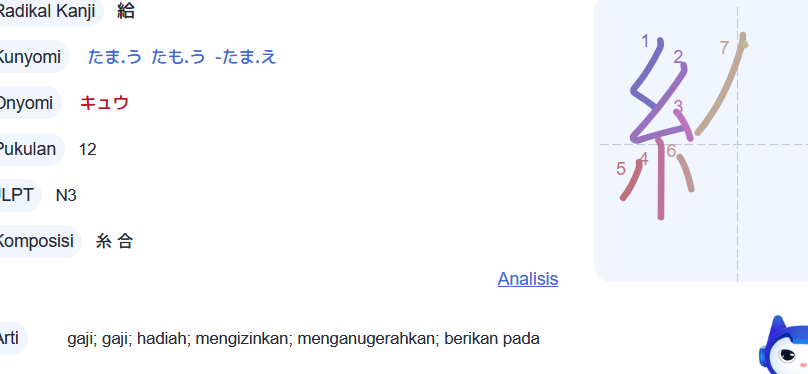 Radikal Kanji 給
Kunyomi たま.う たも.う -たま.え
Onyomi キュウ
Pukulan 12
JLPT N3
Komposisi 糸 合
Analisis
Arti gaji; gaji; hadiah; mengizinkan; menganugerahkan; berikan pada
1
2
7
3
6
4
5